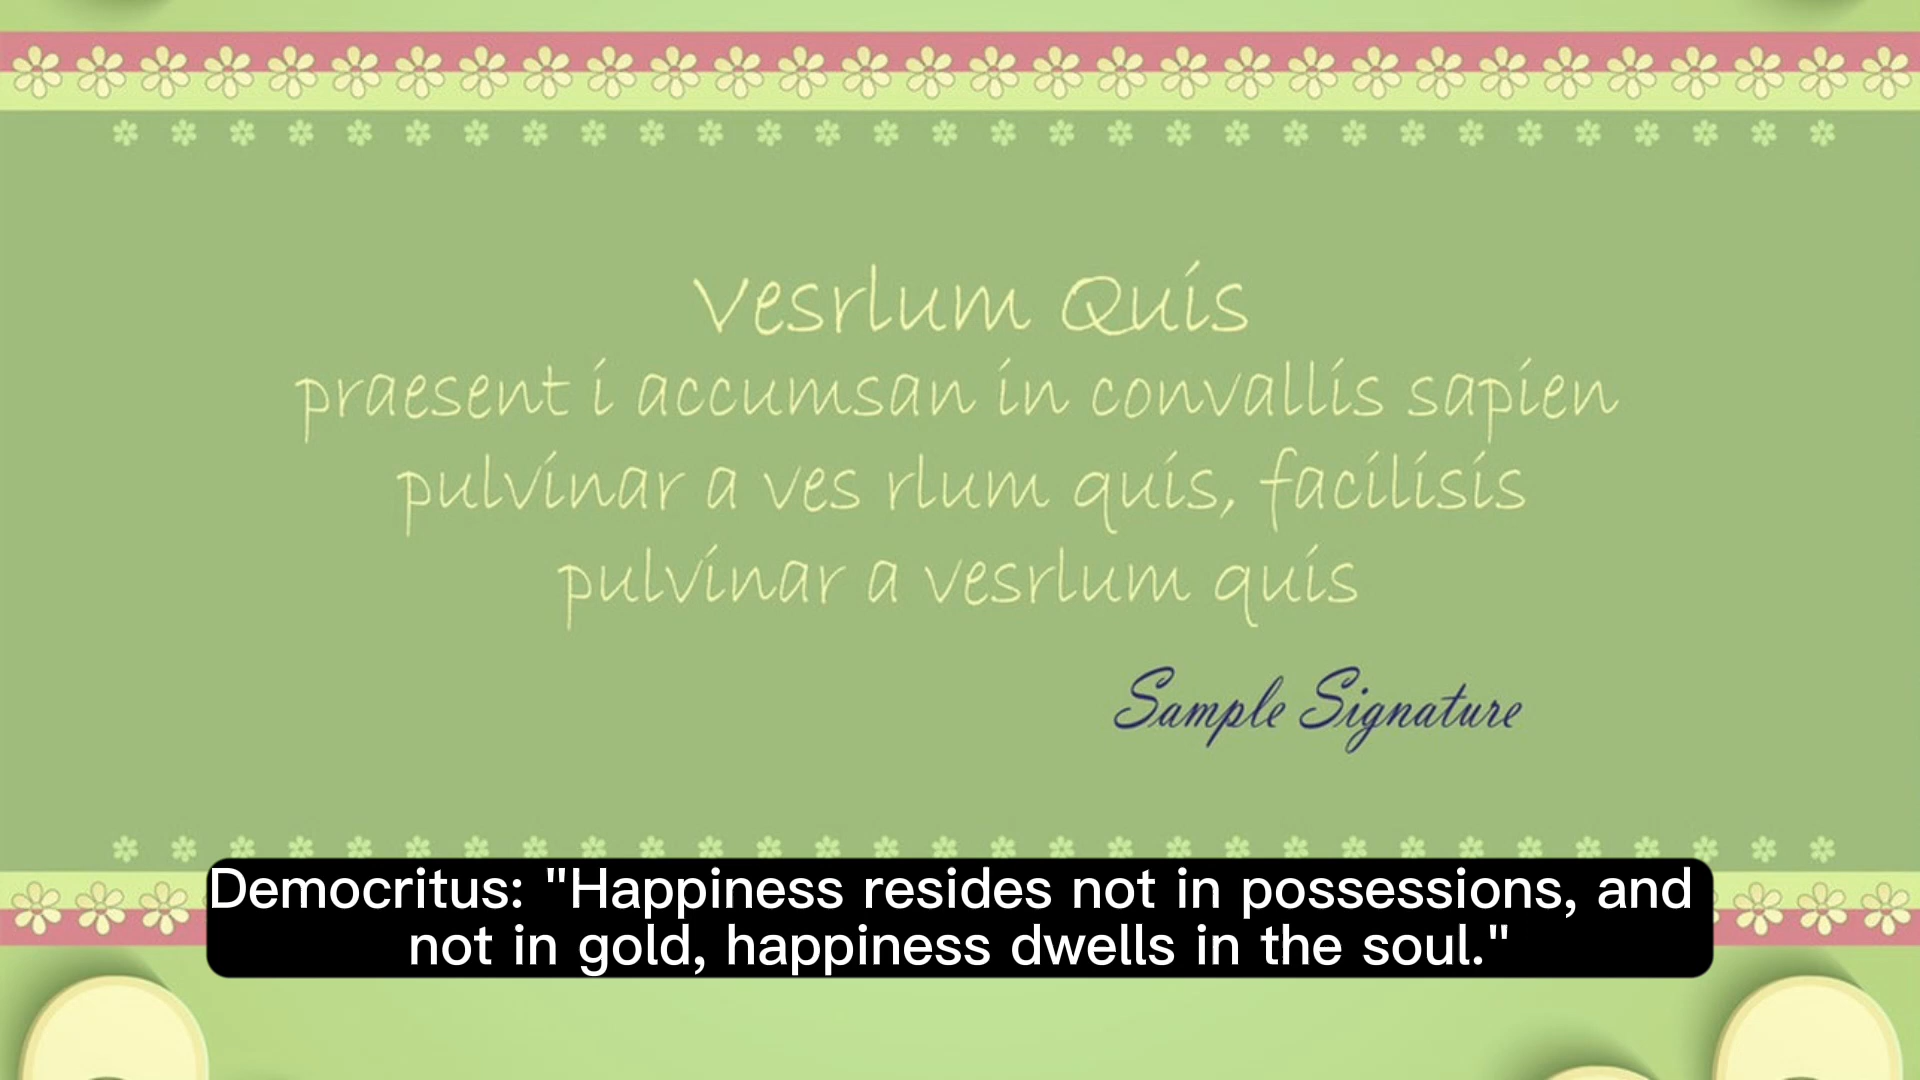 Vesrlum Quis
praesent i accumsan in convallis sapien
pulvinar a ves rlum quis, facilisis
pulvinar a vesrlum quis
Sample Signature
Democritus: "Happiness resides not in possessions, and
not in gold, happiness dwells in the soul."